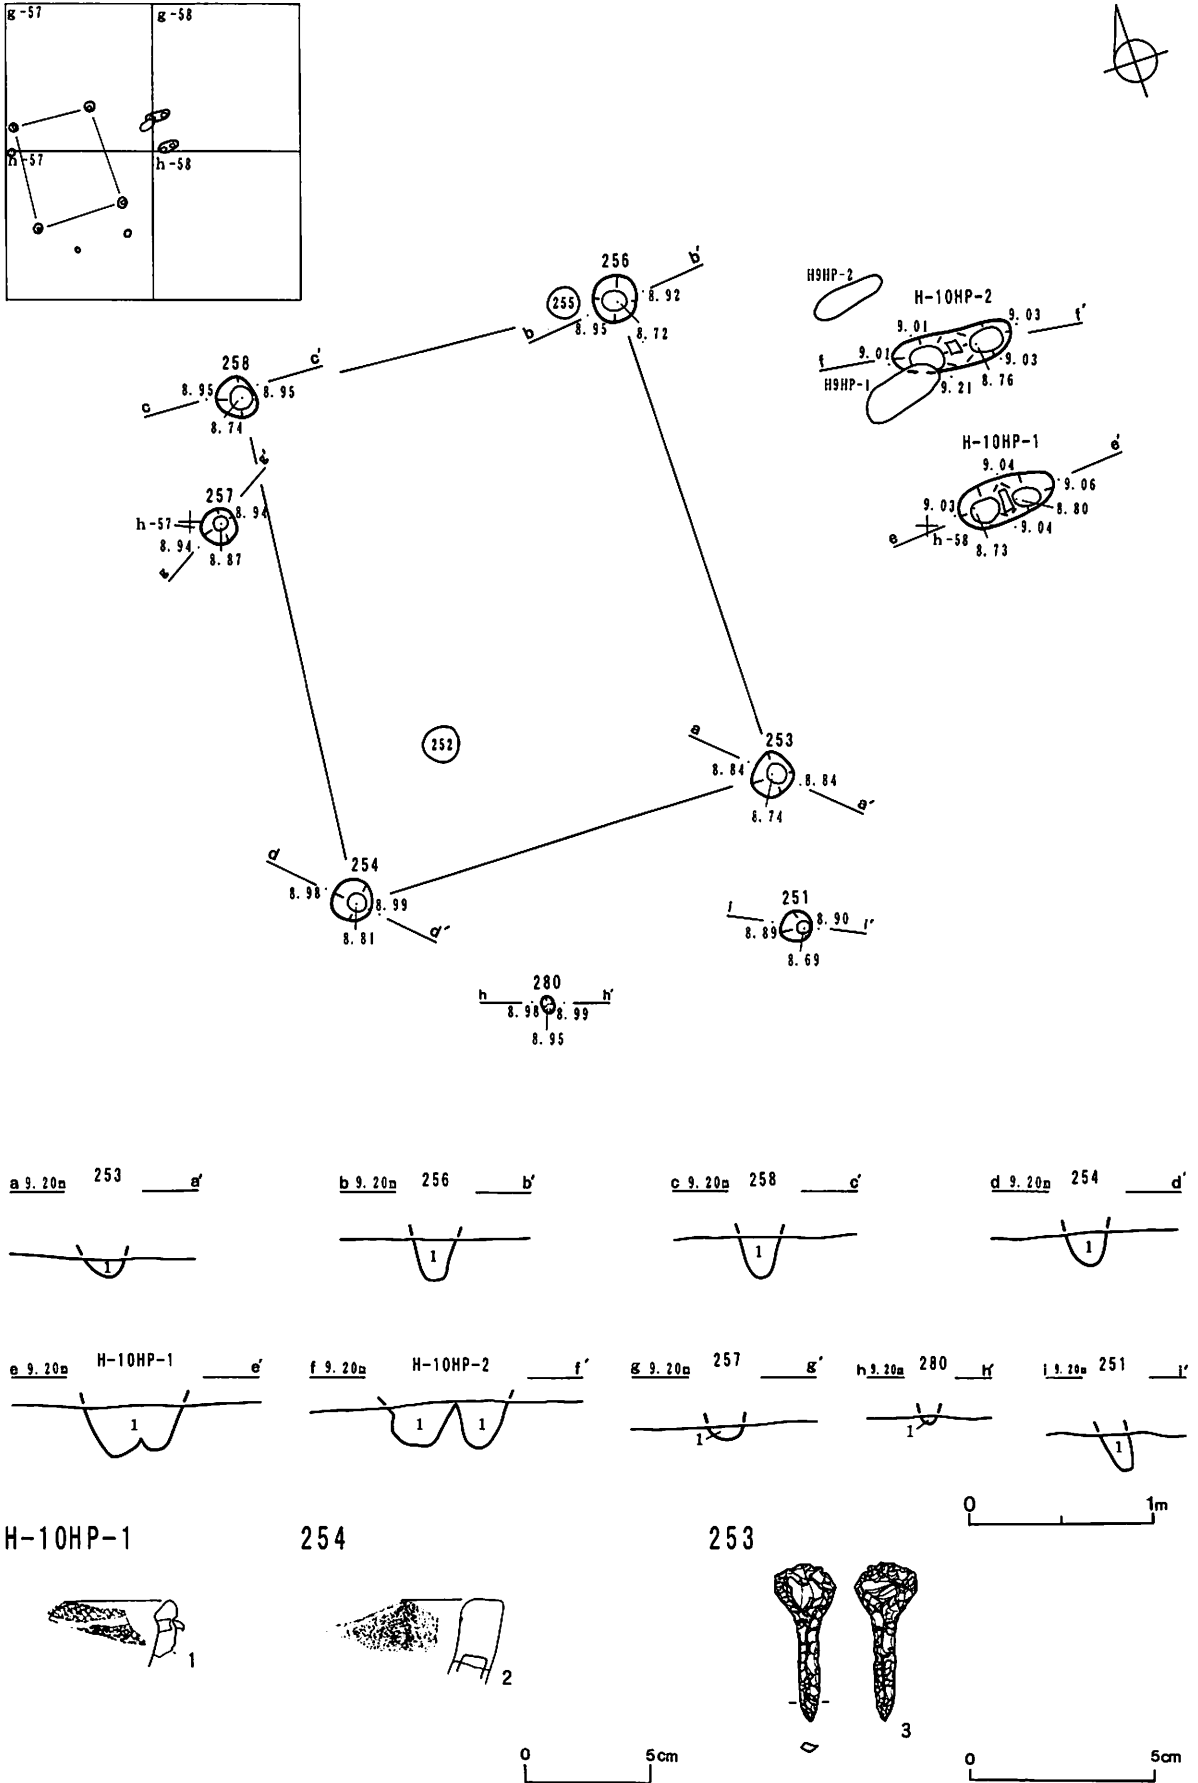 g-57 g-58
h-57 h-58
256
b'
255
8.92
b
8.95
8.72
H9HP-2
H-10HP-2
9.03
f'
9.01
9.01
f
9.03
H9HP-1
9.21
8.76
258
c'
8.95
8.95
c
8.74
g'
257
8.94
h-57
8.94
8.87
g
H-10HP-1
e'
9.04
9.06
9.03
8.80
h-58
9.04
e
8.73
252
a
253
8.84
8.84
a'
8.74
d
254
8.98
8.99
d'
8.81
251
i
8.90
8.89
i'
8.69
280
h h'
8.98 8.99
8.95
a 9.20m 253 a'
b 9.20m 256 b'
c 9.20m 258 c'
d 9.20m 254 d'
1
1
1
1
e 9.20m H-10HP-1 e'
f 9.20m H-10HP-2 f'
g 9.20m 257 g'
h 9.20m 280 h'
i 9.20m 251 i'
1
1 1
1
1
1
0 1m
H-10HP-1 254 253
1
2
3
0 5cm
0 5cm